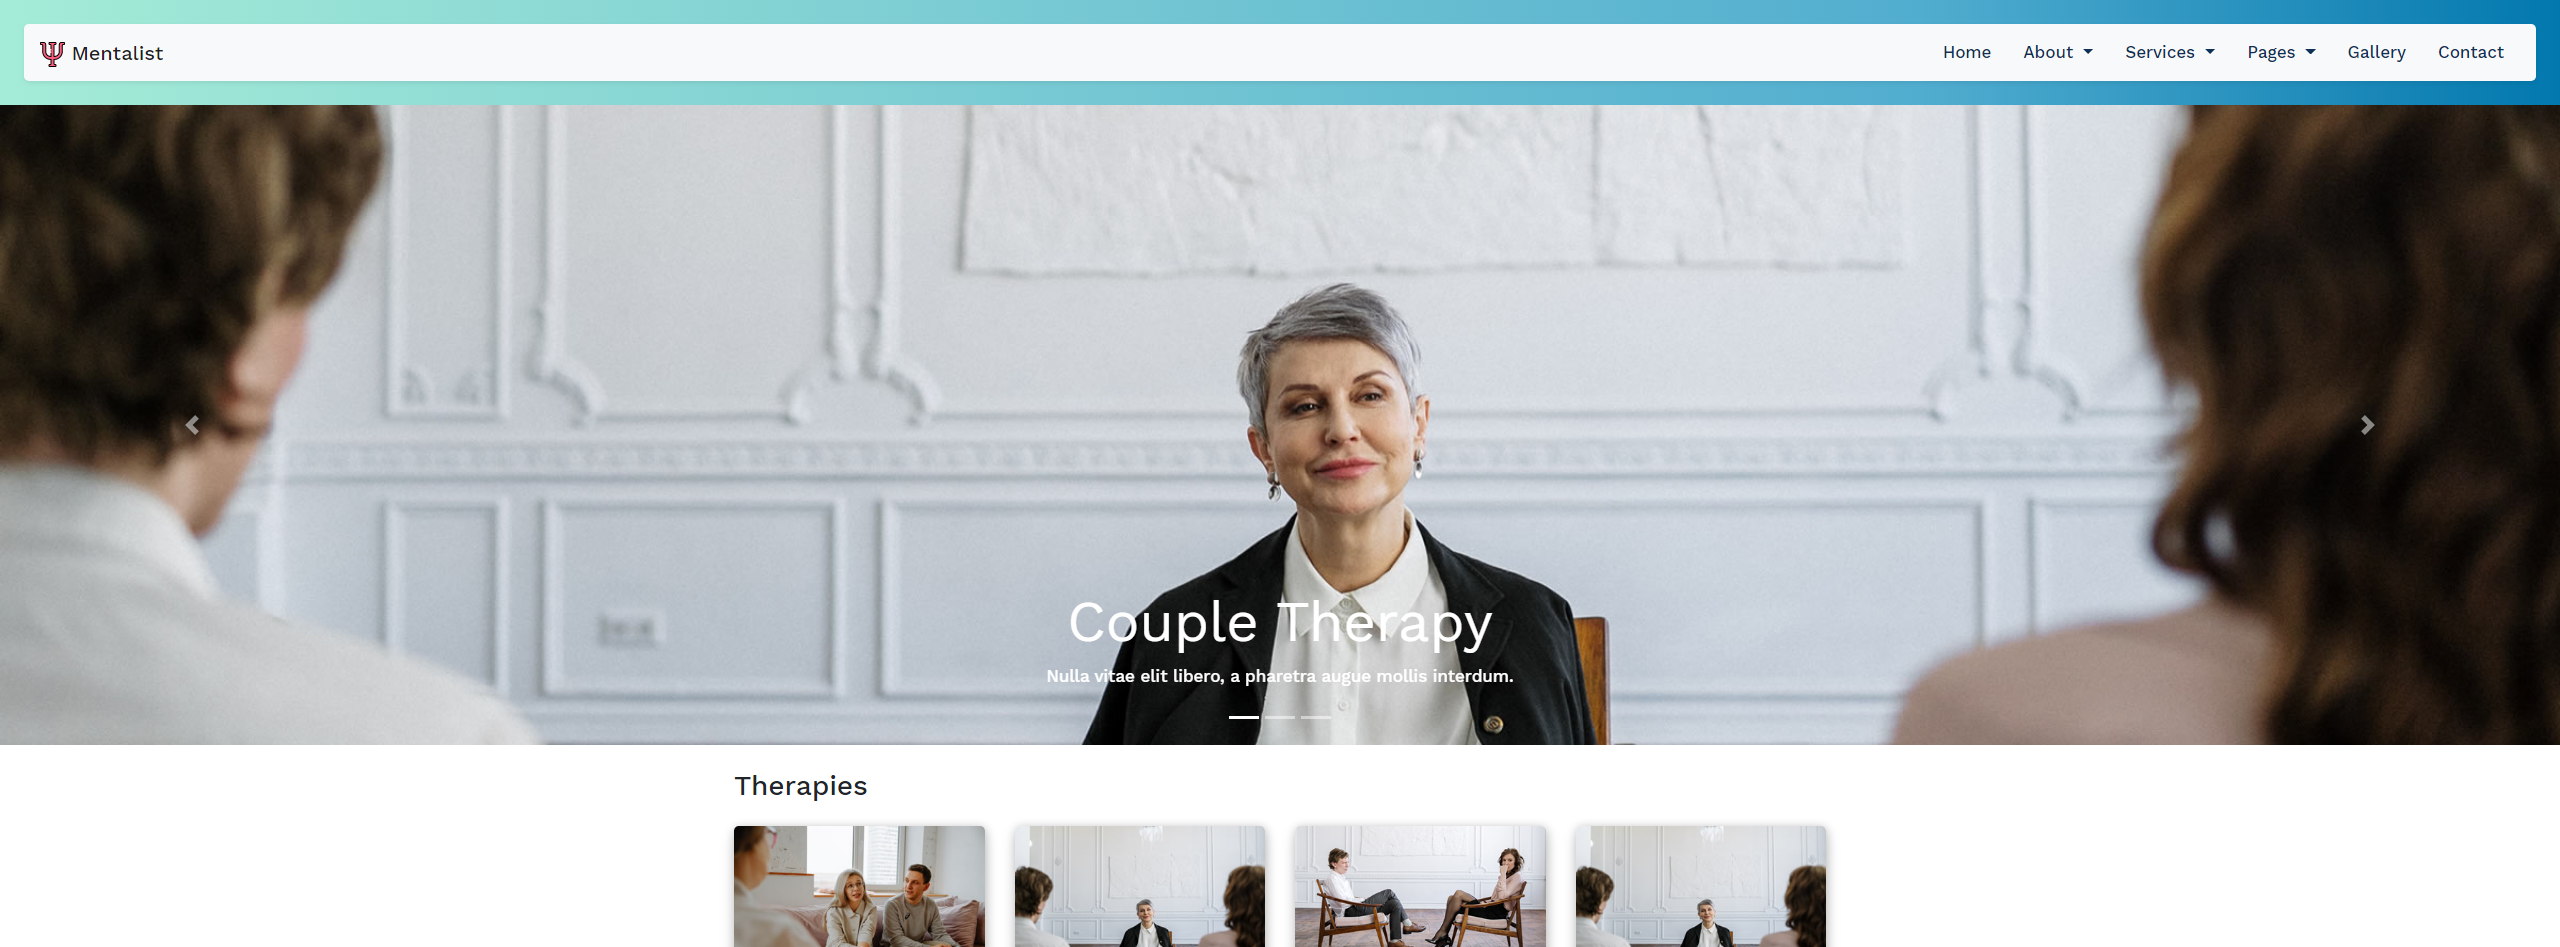 Mentalist
Home About Services Pages Gallery Contact
Couple Therapy
Nulla vitae elit libero, a pharetra augue mollis interdum.
Therapies